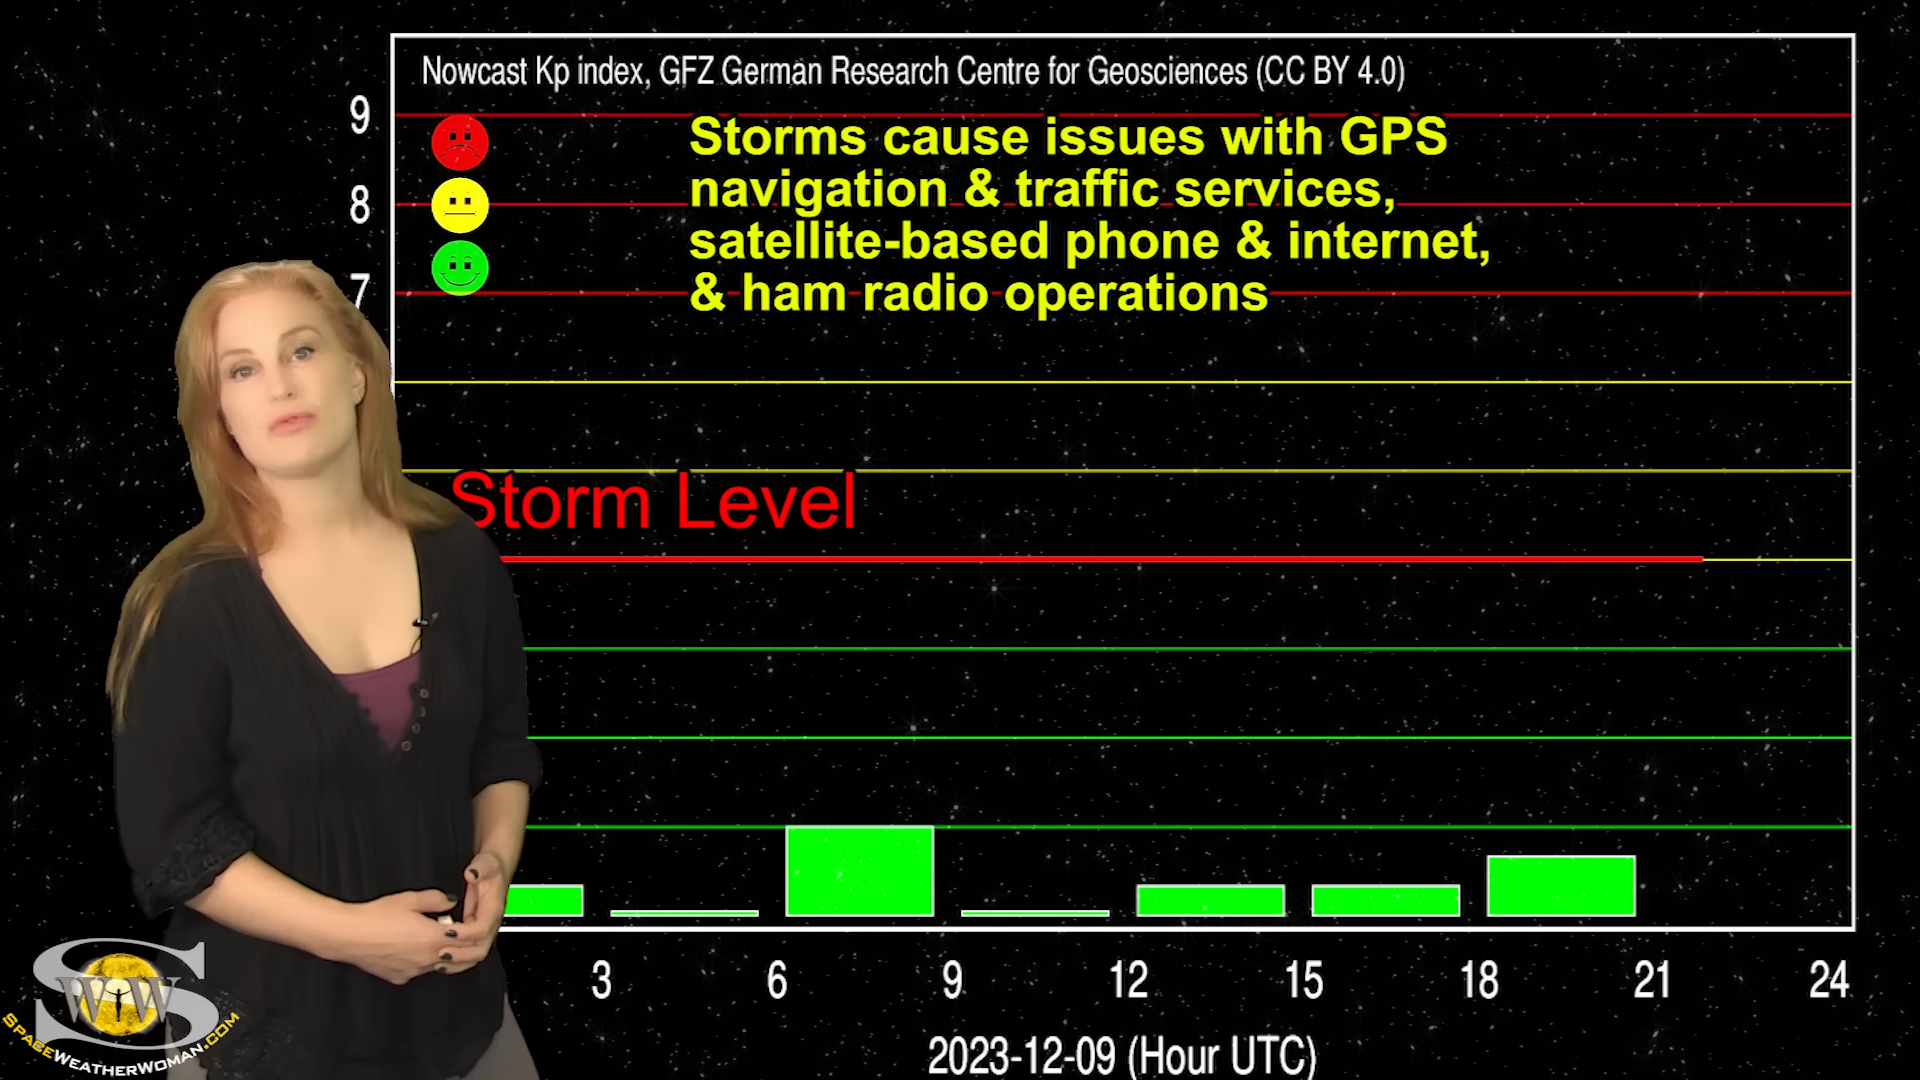 Nowcast Kp index, GFZ German Research Centre for Geosciences (CC BY 4.0)
9
Storms cause issues with GPS
navigation & traffic services,
8
satellite-based phone & internet,
7
& ham radio operations
Storm Level
3 6 9 12 15 18 21 24
2023-12-09 (Hour UTC)
SWW
SPACEWEATHERWOMAN.COM